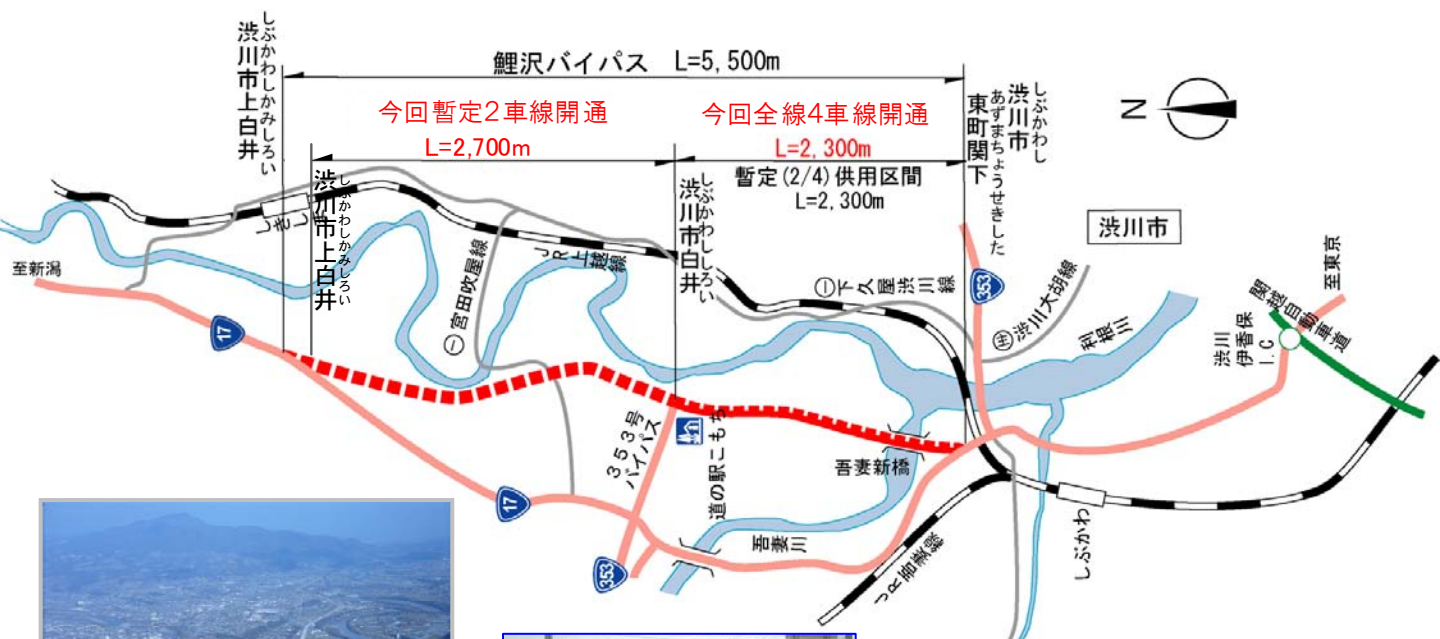 鯉沢バイパス L=5,500m
今回暫定2車線開通
L=2,700m
今回全線4車線開通
L=2,300m
暫定(2/4)供用区間
L=2,300m
渋川市上白井
しぶかわしかみしろい
渋川市上白井
しぶかわしかみしろい
渋川市白井
しぶかわししろい
渋川市
しぶかわし
東町関下
あずまちょうせきした
N
渋川市
しきしま
至新潟
17
一 宮田吹屋線
JR上越線
一 下久屋渋川線
353
主 渋川大胡線
利根川
渋川
伊香保
I.C
関越自動車道
至東京
353号
バイパス
道の駅こもち
吾妻新橋
17
353
吾妻川
JR吾妻線
しぶかわ